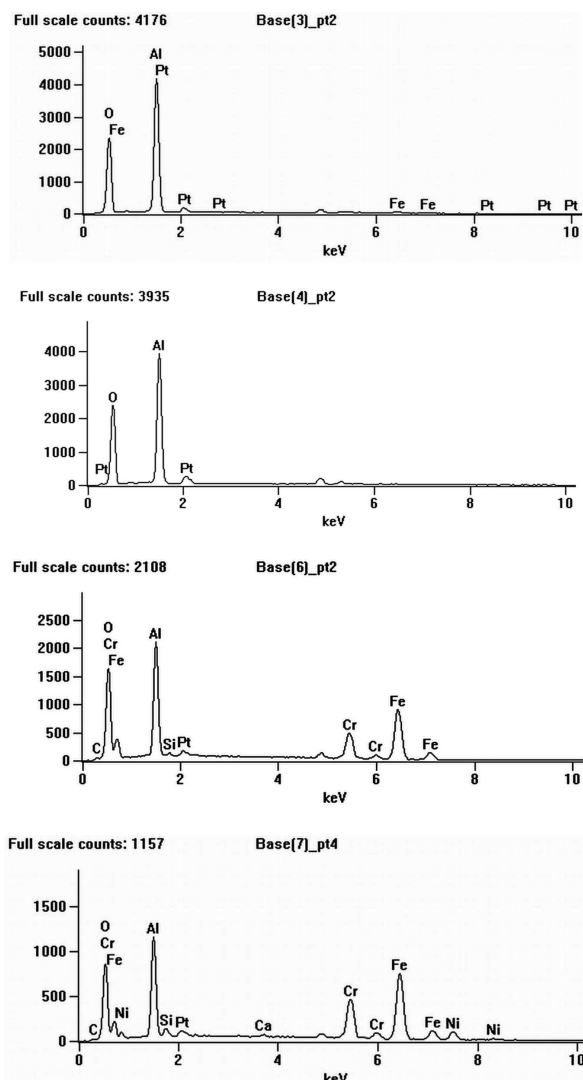 Full scale counts: 4176 Base(3)_pt2
5000
4000
3000
2000
1000
0
O
Fe
Al
Pt
Pt
Pt
Fe
Fe
Pt
Pt
Pt
0 2 4 6 8 10
keV
Full scale counts: 3935 Base(4)_pt2
4000
3000
2000
1000
0
Pt
O
Al
Pt
0 2 4 6 8 10
keV
Full scale counts: 2108 Base(6)_pt2
2500
2000
1500
1000
500
0
C
O
Cr
Fe
Al
Si
Pt
Cr
Cr
Fe
Fe
0 2 4 6 8 10
keV
Full scale counts: 1157 Base(7)_pt4
1500
1000
500
0
C
O
Cr
Fe
Ni
Al
Si
Pt
Ca
Cr
Cr
Fe
Fe
Ni
Ni
0 2 4 6 8 10
keV